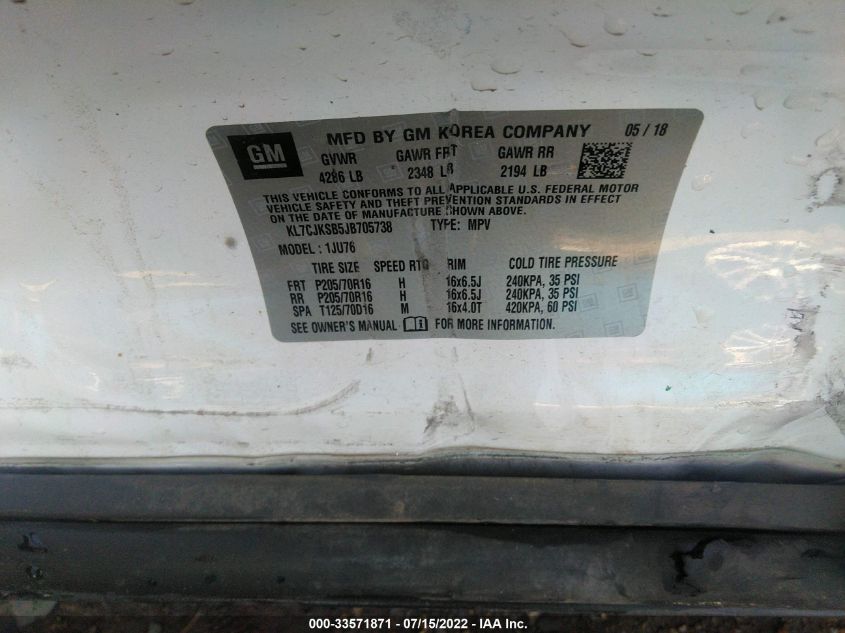 GM
MFD BY GM KOREA COMPANY 05 / 18
GVWR GAWR FRT GAWR RR
4286 LB 2348 LB 2194 LB
THIS VEHICLE CONFORMS TO ALL APPLICABLE U.S. FEDERAL MOTOR
VEHICLE SAFETY AND THEFT PREVENTION STANDARDS IN EFFECT
ON THE DATE OF MANUFACTURE SHOWN ABOVE.
KL7CJKSB5JB705738 TYPE: MPV
MODEL : 1JU76
TIRE SIZE SPEED RTG RIM COLD TIRE PRESSURE
FRT P205/70R16 H 16x6.5J 240KPA, 35 PSI
RR P205/70R16 H 16x6.5J 240KPA, 35 PSI
SPA T125/70D16 M 16x4.0T 420KPA, 60 PSI
SEE OWNER'S MANUAL FOR MORE INFORMATION.
000-33571871 - 07/15/2022 - IAA Inc.